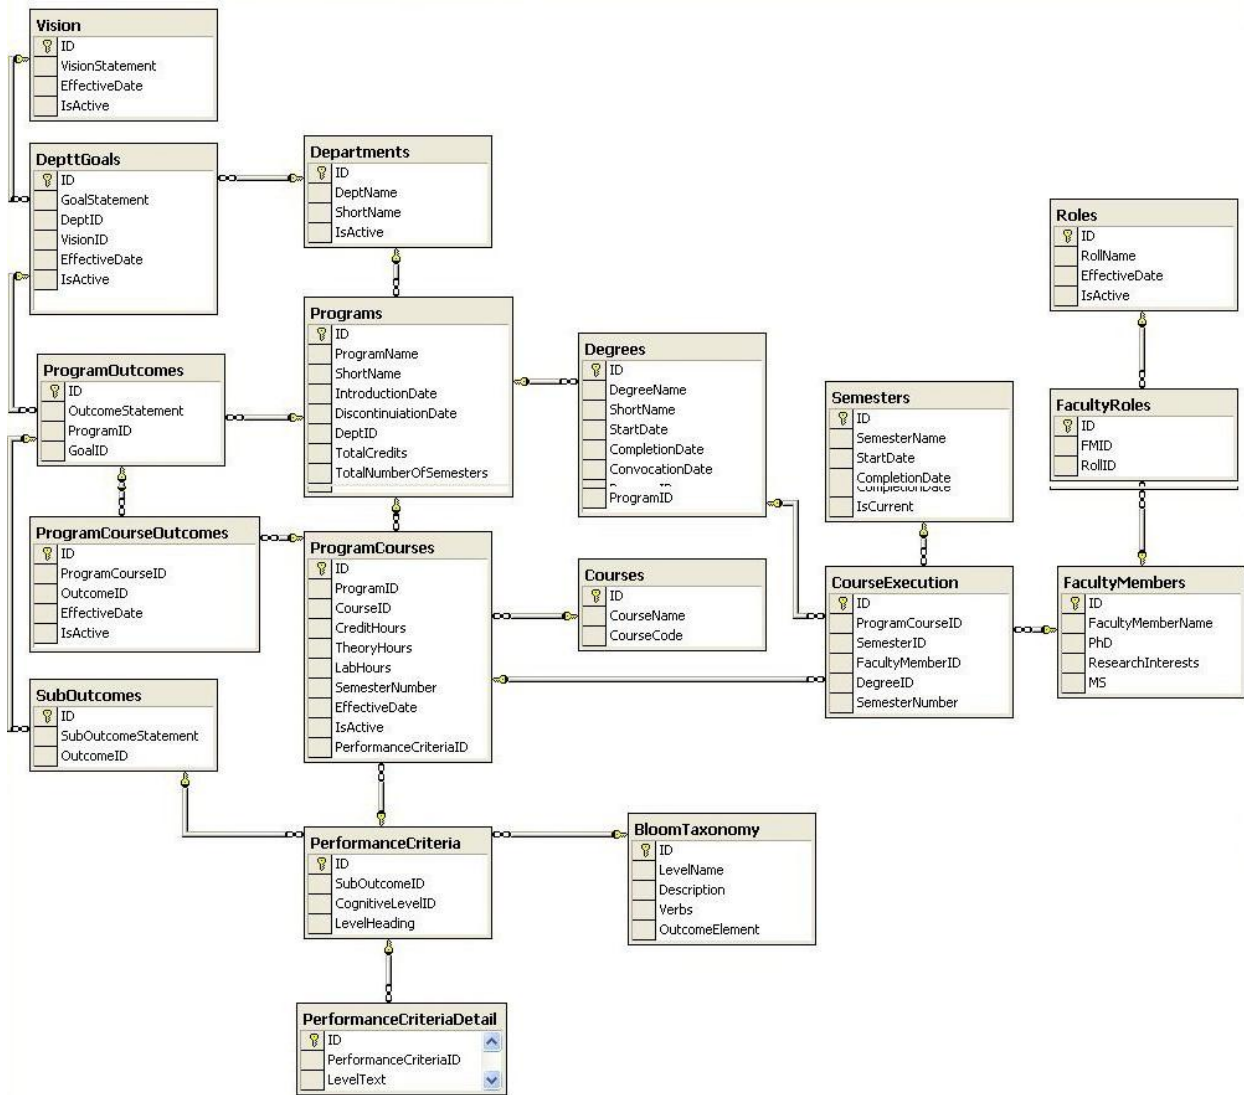 Vision
ID
VisionStatement
EffectiveDate
IsActive
DepttGoals
ID
GoalStatement
DeptID
VisionID
EffectiveDate
IsActive
Departments
ID
DeptName
ShortName
IsActive
Roles
ID
RollName
EffectiveDate
IsActive
Programs
ID
ProgramName
ShortName
IntroductionDate
DiscontinuiationDate
DeptID
TotalCredits
TotalNumberOfSemesters
Degrees
ID
DegreeName
ShortName
StartDate
CompletionDate
ConvocationDate
ProgramID
ProgramOutcomes
ID
OutcomeStatement
ProgramID
GoalID
Semesters
ID
SemesterName
StartDate
CompletionDate
CompletionDate
IsCurrent
FacultyRoles
ID
FMID
RollID
ProgramCourseOutcomes
ID
ProgramCourseID
OutcomeID
EffectiveDate
IsActive
ProgramCourses
ID
ProgramID
CourseID
CreditHours
TheoryHours
LabHours
SemesterNumber
EffectiveDate
IsActive
PerformanceCriteriaID
Courses
ID
CourseName
CourseCode
CourseExecution
ID
ProgramCourseID
SemesterID
FacultyMemberID
DegreeID
SemesterNumber
FacultyMembers
ID
FacultyMemberName
PhD
ResearchInterests
MS
SubOutcomes
ID
SubOutcomeStatement
OutcomeID
PerformanceCriteria
ID
SubOutcomeID
CognitiveLevelID
LevelHeading
BloomTaxonomy
ID
LevelName
Description
Verbs
OutcomeElement
PerformanceCriteriaDetail
ID
PerformanceCriteriaID
LevelText